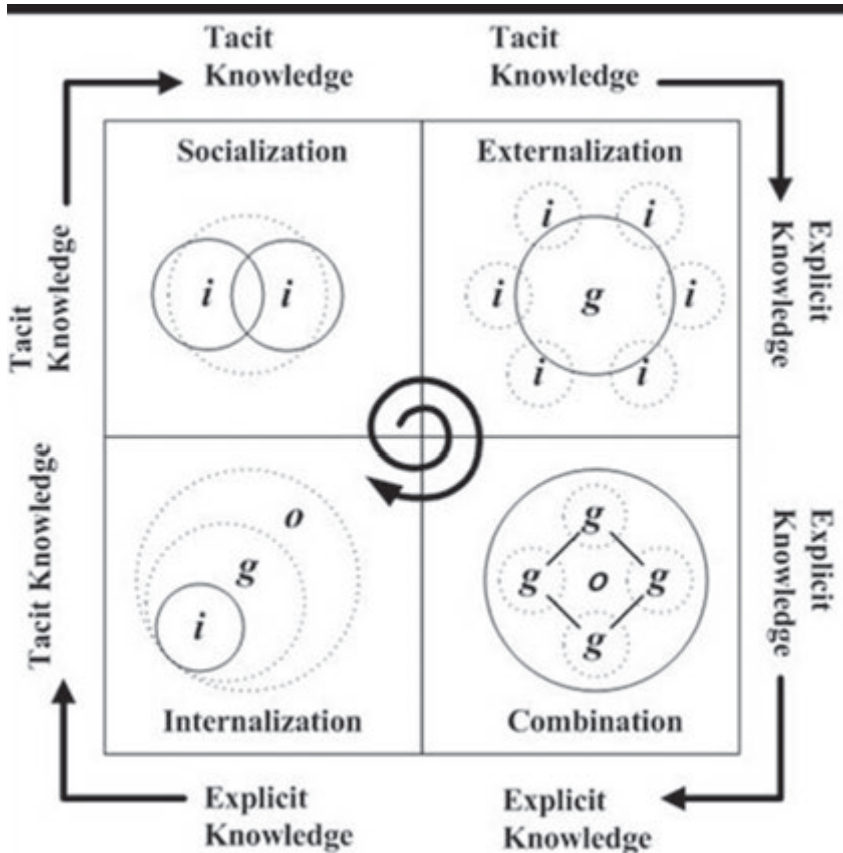 Tacit
Knowledge
Tacit
Knowledge
Socialization
Externalization
i
i
i
i
i
g
i
i
i
Tacit
Knowledge
Explicit
Knowledge
o
g
i
g
g
o
g
g
Tacit Knowledge
Explicit
Knowledge
Internalization
Combination
Explicit
Knowledge
Explicit
Knowledge